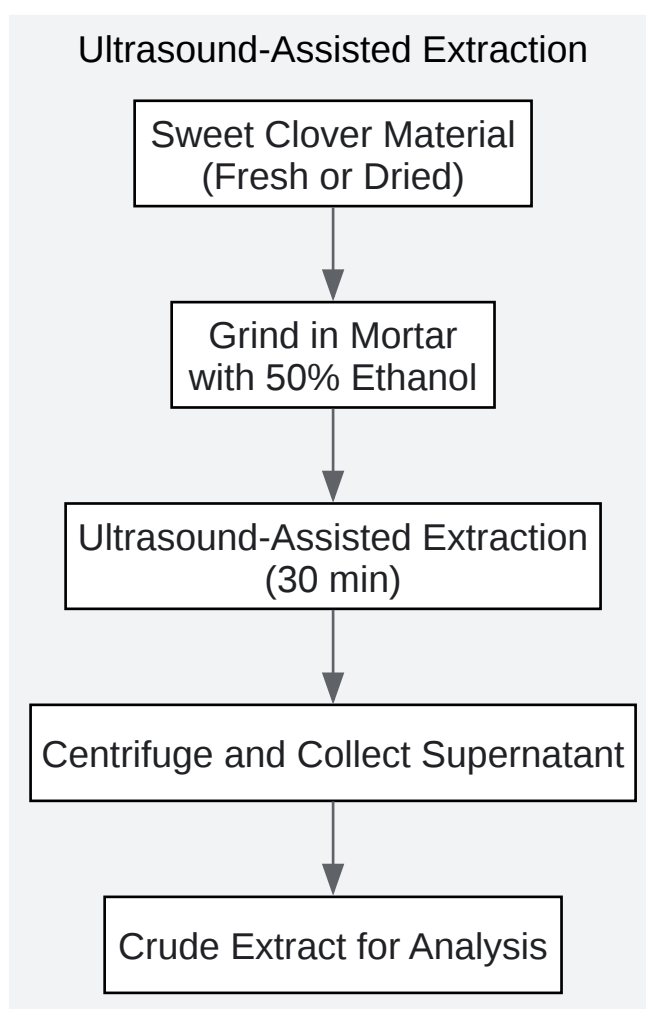 Ultrasound-Assisted Extraction
Sweet Clover Material
(Fresh or Dried)
Grind in Mortar
with 50% Ethanol
Ultrasound-Assisted Extraction
(30 min)
Centrifuge and Collect Supernatant
Crude Extract for Analysis